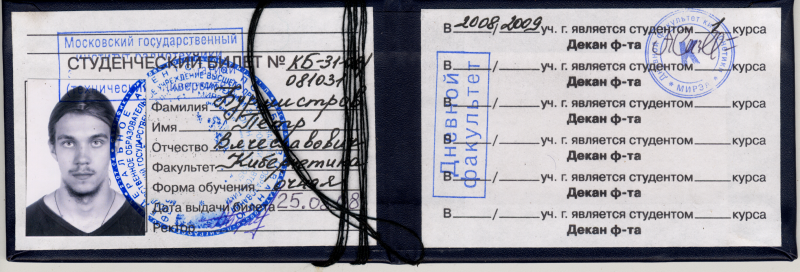 Московский государственный
СТУДЕНЧЕСКИЙ БИЛЕТ № КБ-31-
081031
Фамилия Бурмистров
Имя Петр
Отчество Вячеславович
Факультет Кибернетика
Форма обучения очная
Дата выдачи билета 25.0 08
Ректор
Дневной
факультет
В 2008/2009 уч. г. является студентом 1 курса
Декан ф-та
МИРЭА
К
В / уч. г. является студентом курса
Декан ф-та
В / уч. г. является студентом курса
Декан ф-та
В / уч. г. является студентом курса
Декан ф-та
В / уч. г. является студентом курса
Декан ф-та
В / уч. г. является студентом курса
Декан ф-та